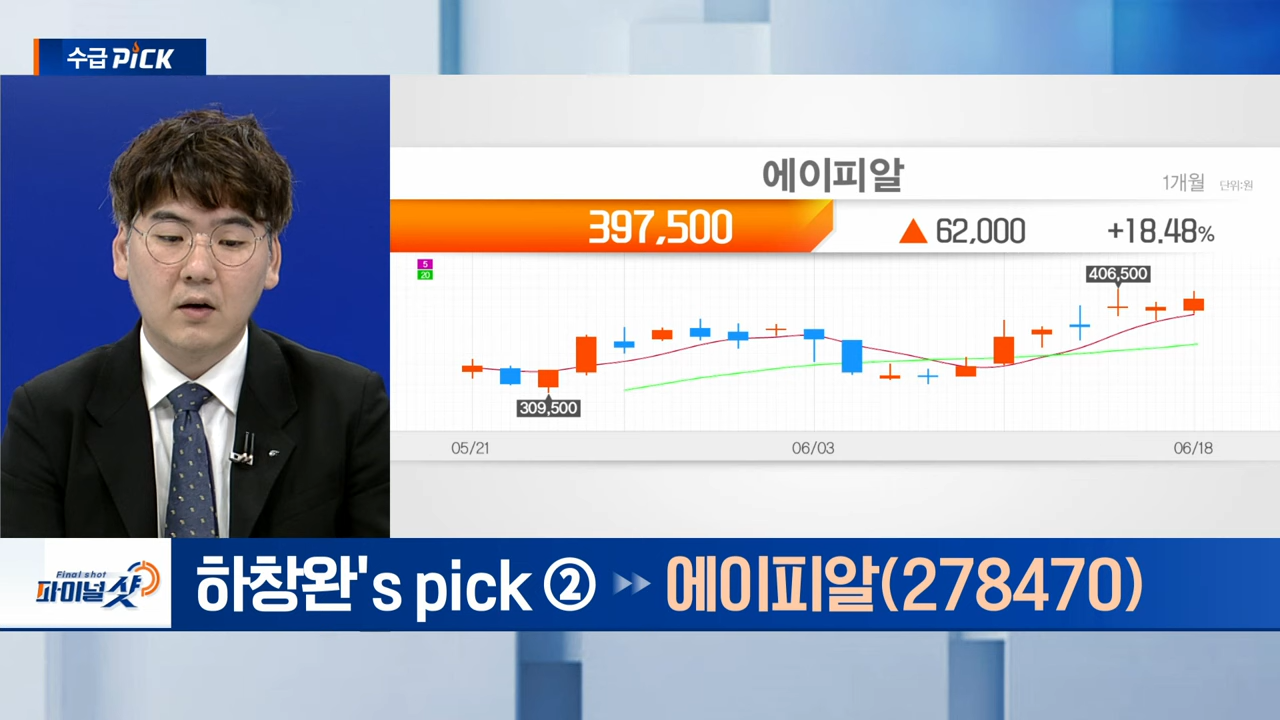 수급 PiCK
에이피알
1개월 단위:원
397,500 ▲ 62,000 +18.48%
5
20
406,500
309,500
05/21 06/03 06/18
Final shot
파이널샷
하창완's pick ② ▸▸ 에이피알(278470)